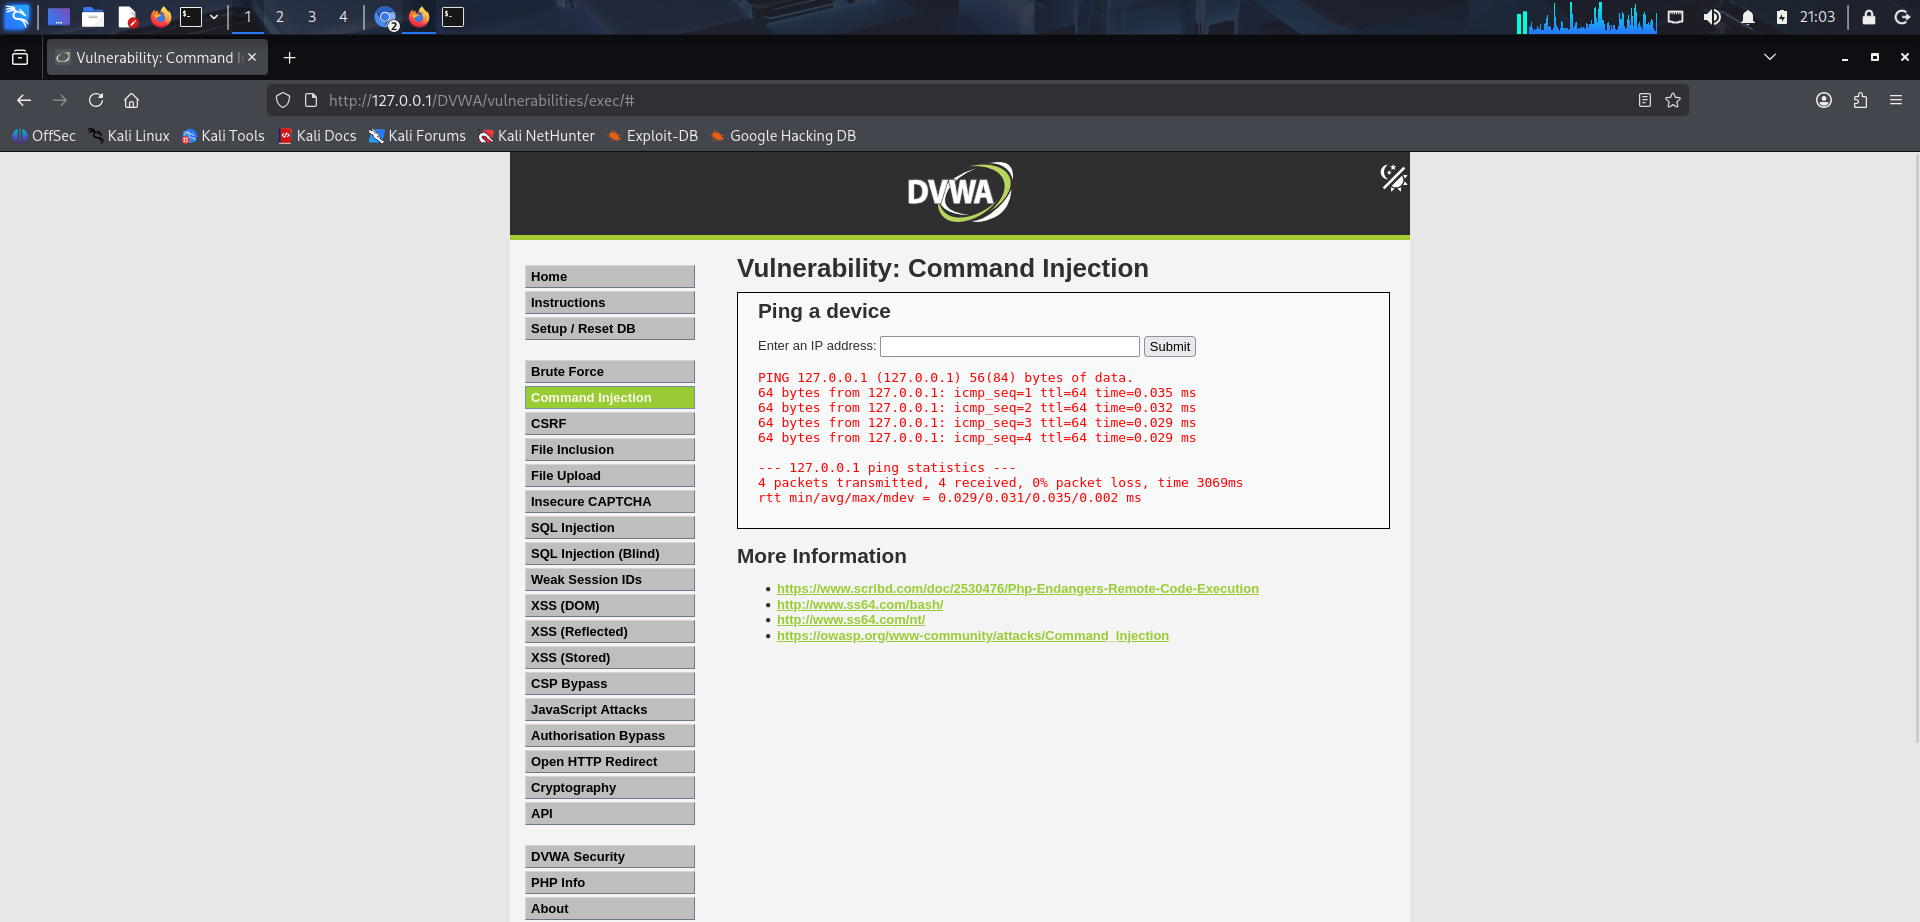 1 2 3 4 2 21:03
Vulnerability: Command I
http://127.0.0.1/DVWA/vulnerabilities/exec/#
OffSec Kali Linux Kali Tools Kali Docs Kali Forums Kali NetHunter Exploit-DB Google Hacking DB
DVWA
Home
Instructions
Setup / Reset DB
Brute Force
Command Injection
CSRF
File Inclusion
File Upload
Insecure CAPTCHA
SQL Injection
SQL Injection (Blind)
Weak Session IDs
XSS (DOM)
XSS (Reflected)
XSS (Stored)
CSP Bypass
JavaScript Attacks
Authorisation Bypass
Open HTTP Redirect
Cryptography
API
DVWA Security
PHP Info
About
Vulnerability: Command Injection
Ping a device
Enter an IP address: Submit
PING 127.0.0.1 (127.0.0.1) 56(84) bytes of data.
64 bytes from 127.0.0.1: icmp_seq=1 ttl=64 time=0.035 ms
64 bytes from 127.0.0.1: icmp_seq=2 ttl=64 time=0.032 ms
64 bytes from 127.0.0.1: icmp_seq=3 ttl=64 time=0.029 ms
64 bytes from 127.0.0.1: icmp_seq=4 ttl=64 time=0.029 ms
--- 127.0.0.1 ping statistics ---
4 packets transmitted, 4 received, 0% packet loss, time 3069ms
rtt min/avg/max/mdev = 0.029/0.031/0.035/0.002 ms
More Information
https://www.scribd.com/doc/2530476/Php-Endangers-Remote-Code-Execution
http://www.ss64.com/bash/
http://www.ss64.com/nt/
https://owasp.org/www-community/attacks/Command_Injection